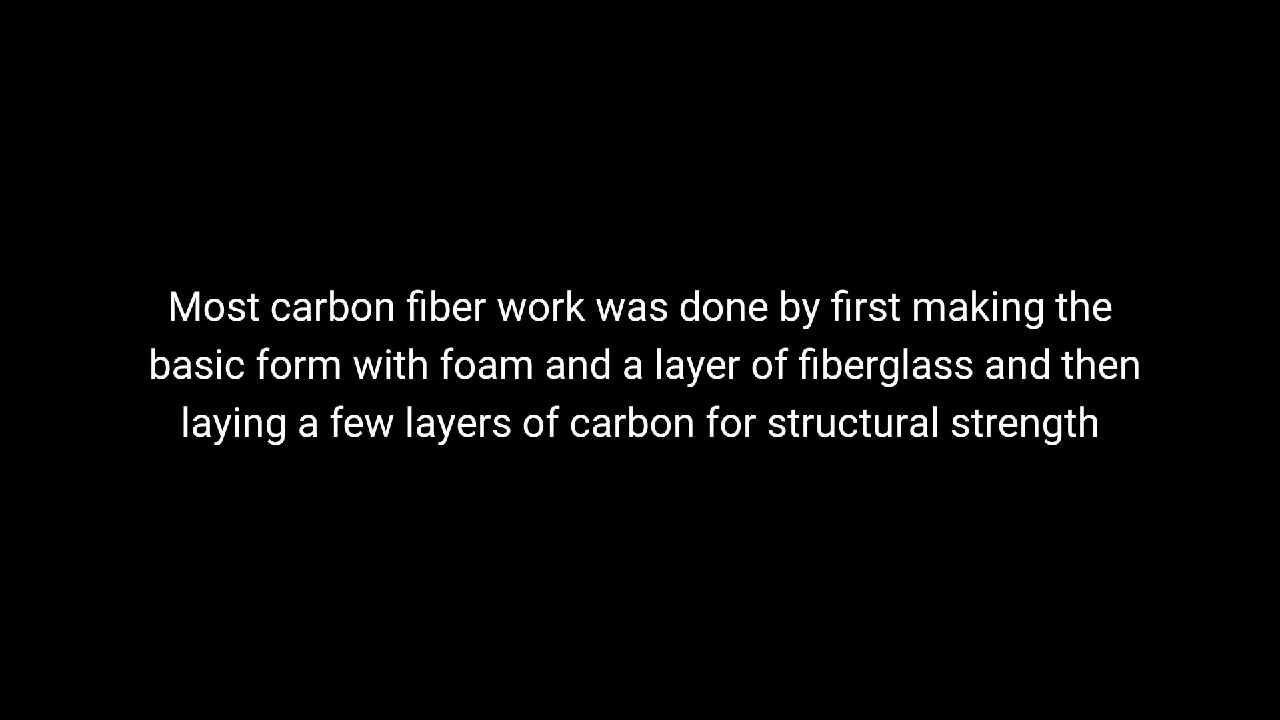 Most carbon fiber work was done by first making the
basic form with foam and a layer of fiberglass and then
laying a few layers of carbon for structural strength